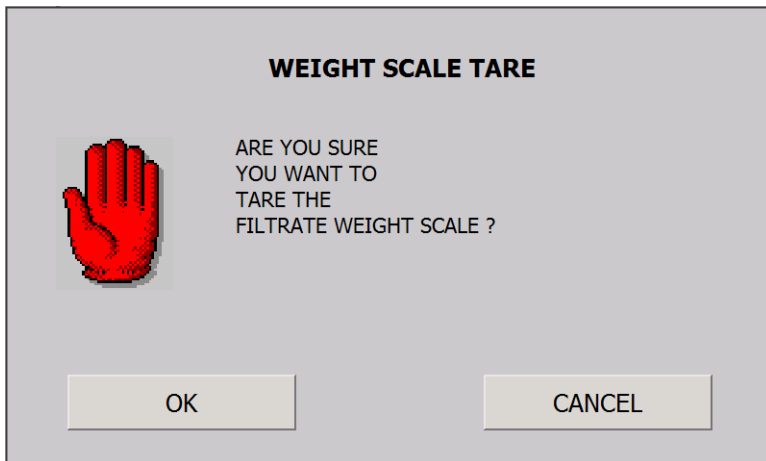 WEIGHT SCALE TARE
ARE YOU SURE
YOU WANT TO
TARE THE
FILTRATE WEIGHT SCALE ?
OK
CANCEL